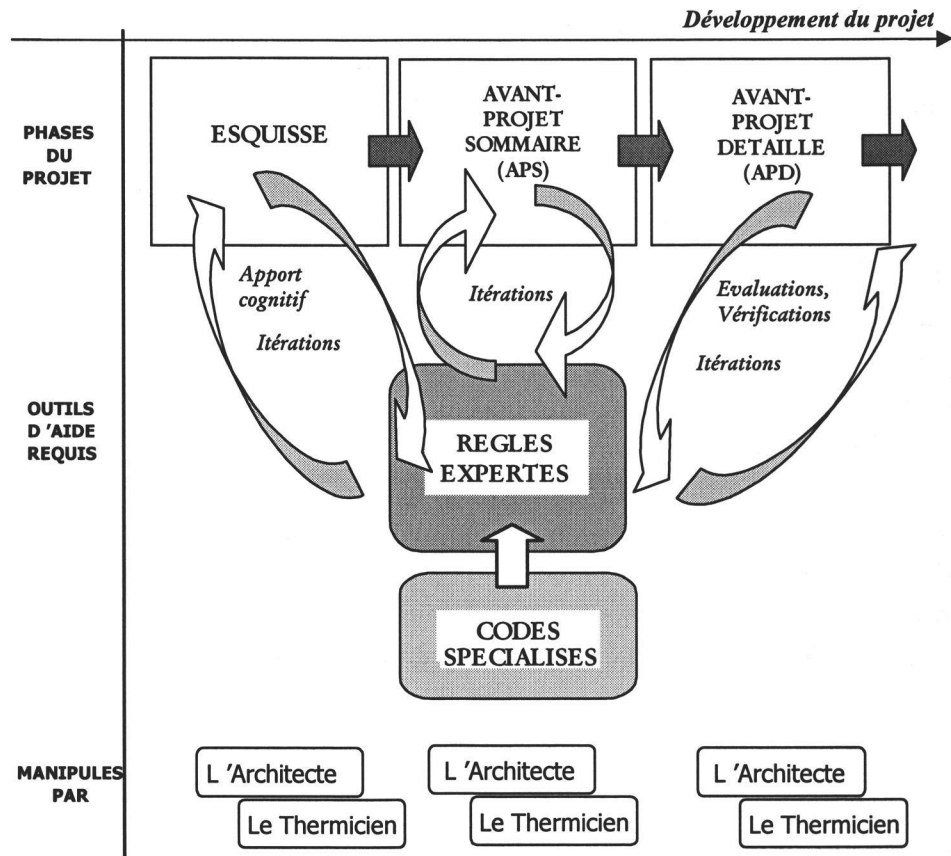 Développement du projet
PHASES
DU
PROJET
ESQUISSE
AVANT-
PROJET
SOMMAIRE
(APS)
AVANT-
PROJET
DETAILLE
(APD)
Apport
cognitif
Itérations
Itérations
Evaluations,
Vérifications
Itérations
OUTILS
D 'AIDE
REQUIS
REGLES
EXPERTES
CODES
SPECIALISES
MANIPULES
PAR
L 'Architecte
Le Thermicien
L 'Architecte
Le Thermicien
L 'Architecte
Le Thermicien